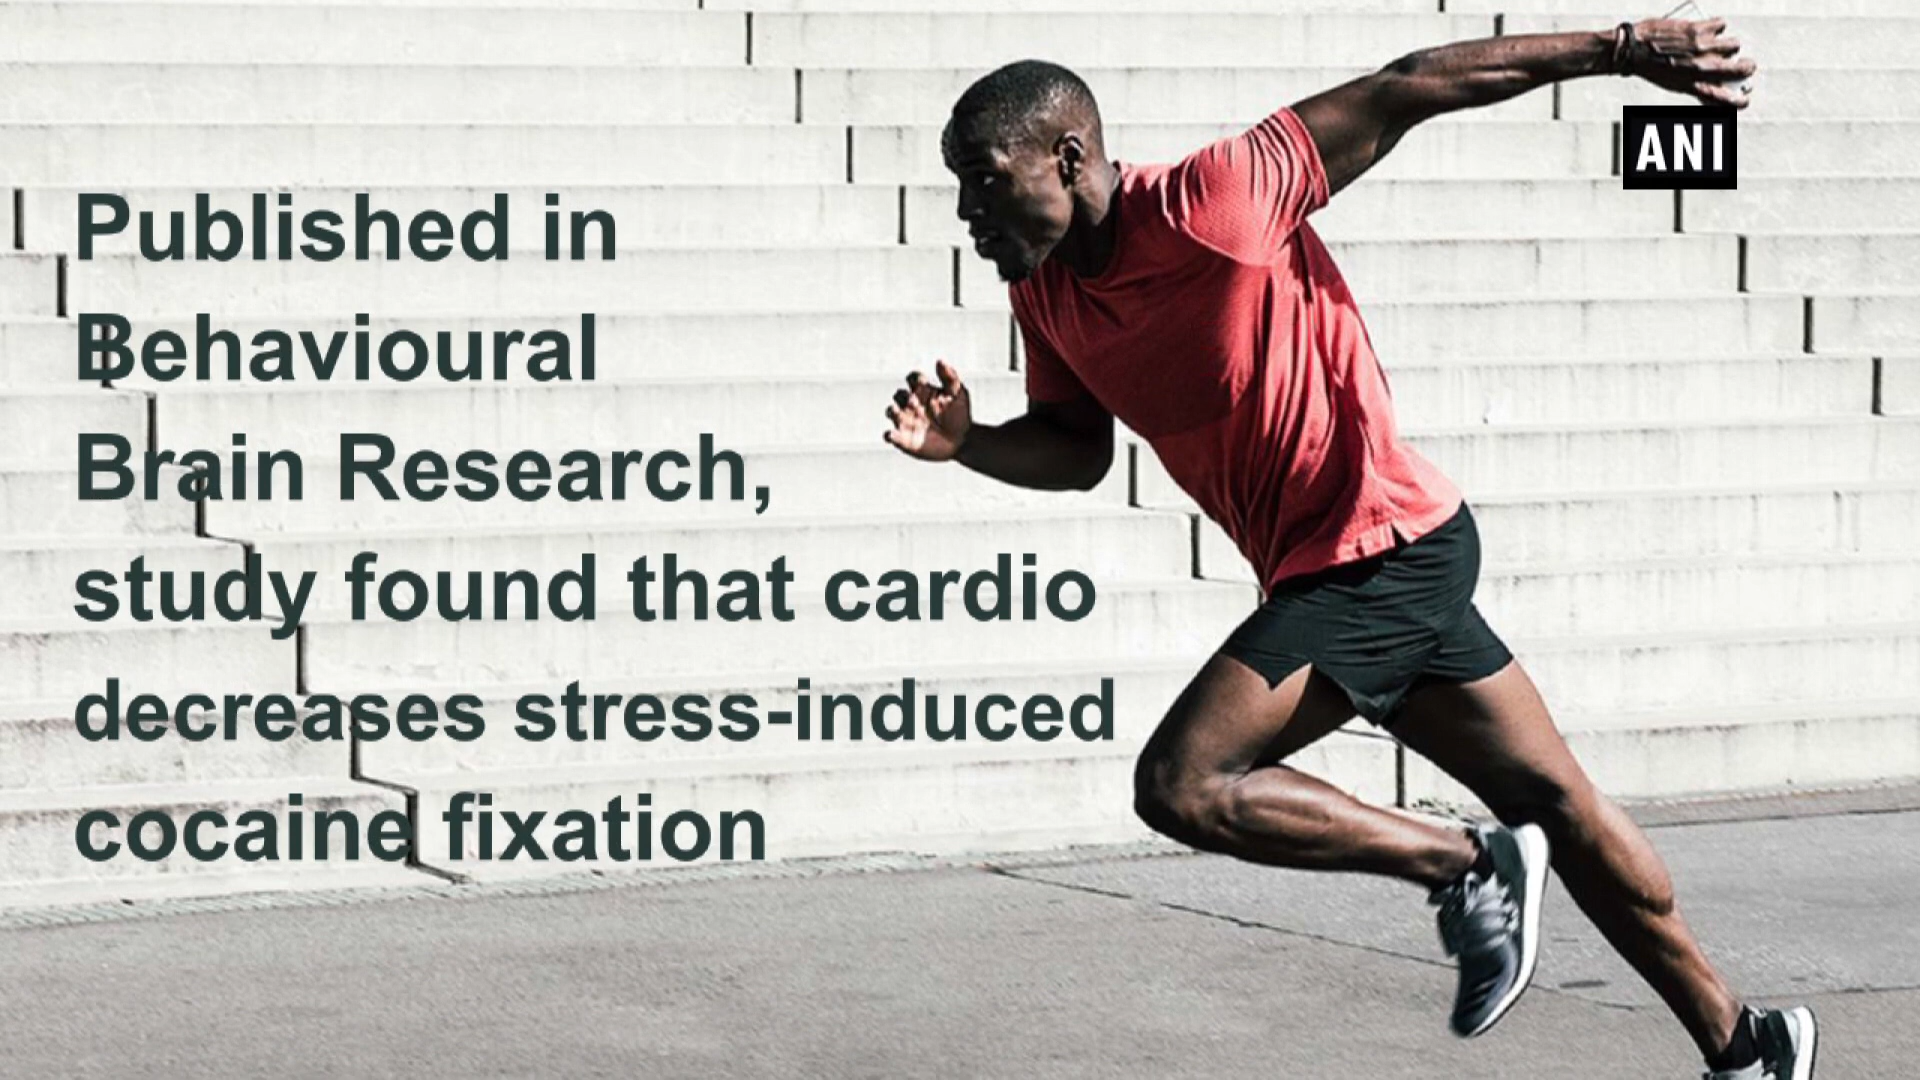 ANI
Published in
Behavioural
Brain Research,
study found that cardio
decreases stress-induced
cocaine fixation